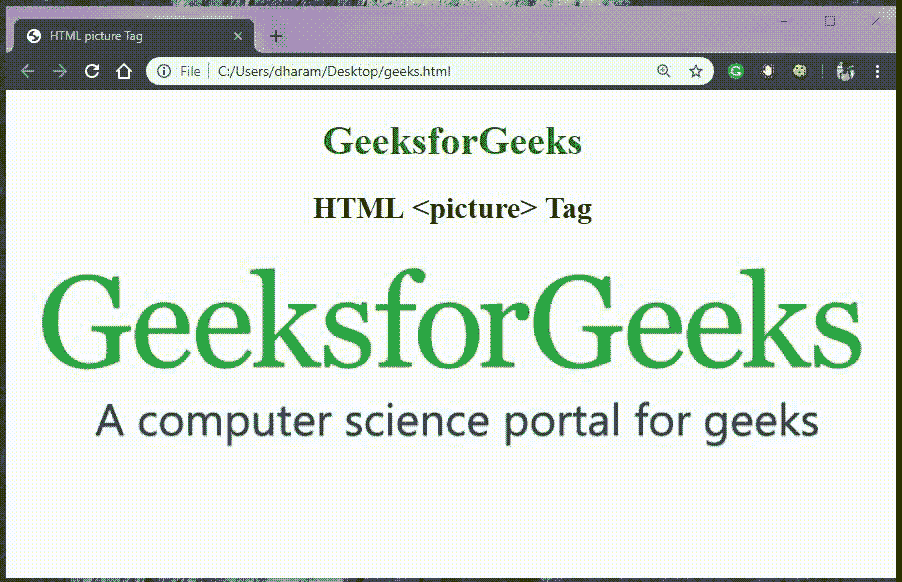 HTML picture Tag
File C:/Users/dharam/Desktop/geeks.html
GeeksforGeeks
HTML <picture> Tag
GeeksforGeeks
A computer science portal for geeks